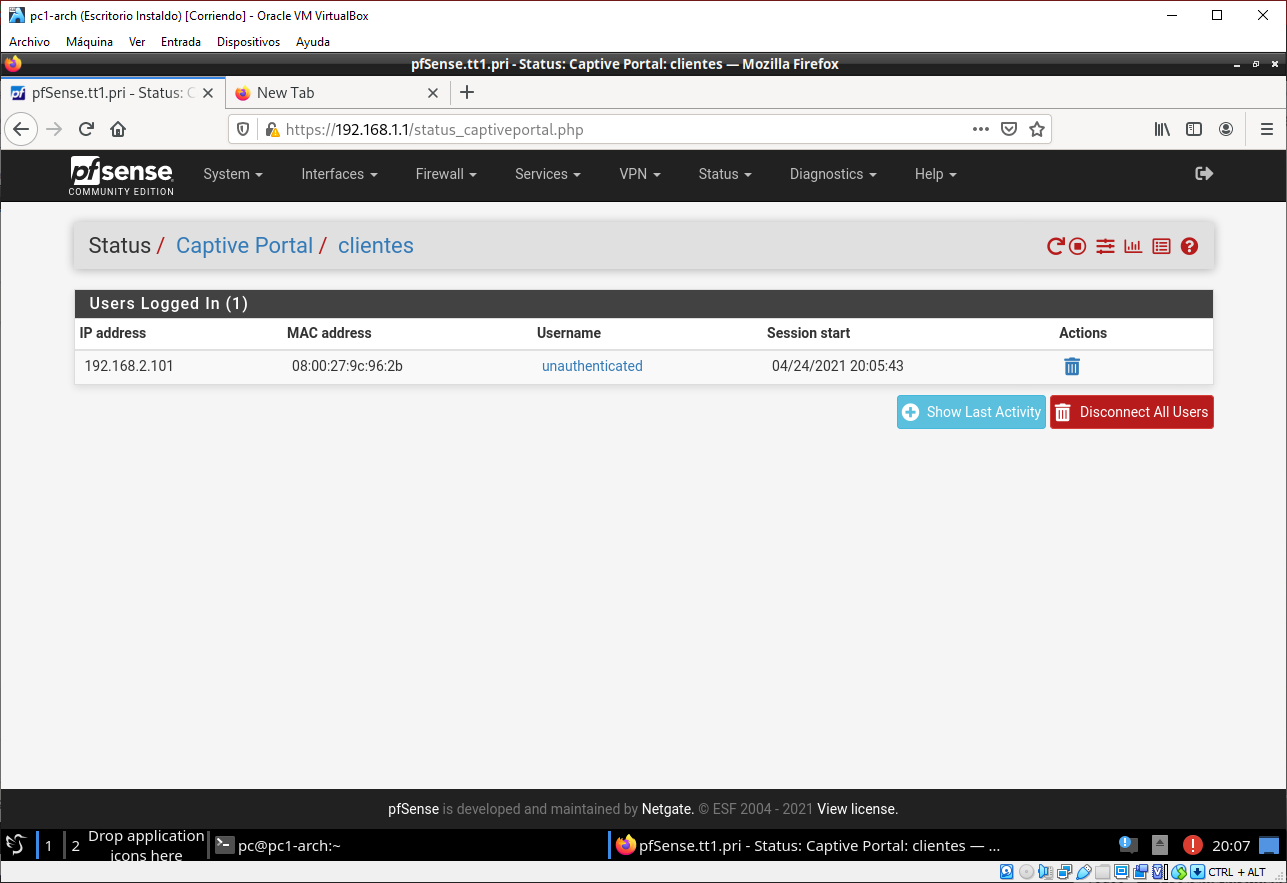 pc1-arch (Escritorio Instaldo) [Corriendo] - Oracle VM VirtualBox
Archivo Máquina Ver Entrada Dispositivos Ayuda
pfSense.tt1.pri - Status: Captive Portal: clientes — Mozilla Firefox
pfSense.tt1.pri - Status: C New Tab
https://192.168.1.1/status_captiveportal.php
pfsense System Interfaces Firewall Services VPN Status Diagnostics Help
COMMUNITY EDITION
Status / Captive Portal / clientes
Users Logged In (1)
IP address MAC address Username Session start Actions
192.168.2.101 08:00:27:9c:96:2b unauthenticated 04/24/2021 20:05:43
Show Last Activity Disconnect All Users
pfSense is developed and maintained by Netgate. © ESF 2004 - 2021 View license.
1 2 Drop application
icons here pc@pc1-arch:~ pfSense.tt1.pri - Status: Captive Portal: clientes — ... 20:07
CTRL + ALT